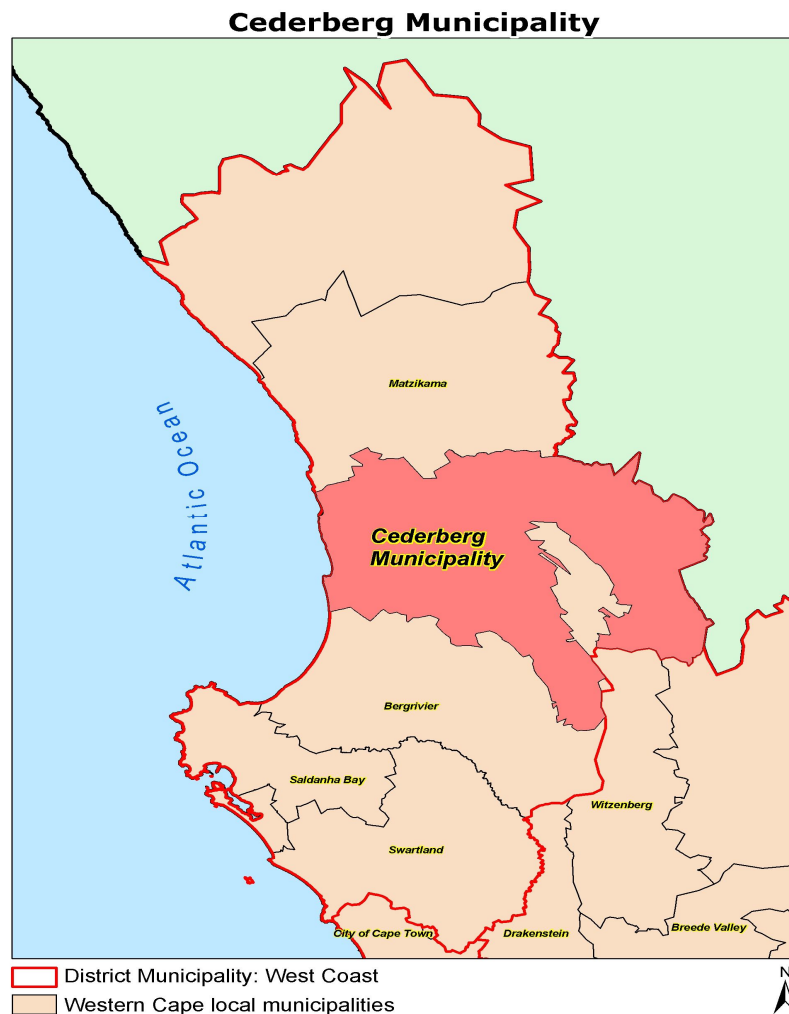 Cederberg Municipality
Matzikama
Atlantic Ocean
Cederberg
Municipality
Bergrivier
Saldanha Bay
Witzenberg
Swartland
City of Cape Town
Drakenstein
Breede Valley
District Municipality: West Coast
N
Western Cape local municipalities